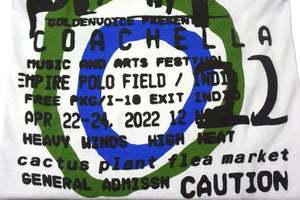 GOLDENVOICE PRESENT
COACHELLA
MUSIC AND ARTS FESTIVAL
EMPIRE POLO FIELD / INDIO
FREE PKG/I-10 EXIT INDIO
APR 22-24, 2022 12
HEAVY WINDS HIGH HEAT
cactus plant flea market
GENERAL ADMISSN CAUTION